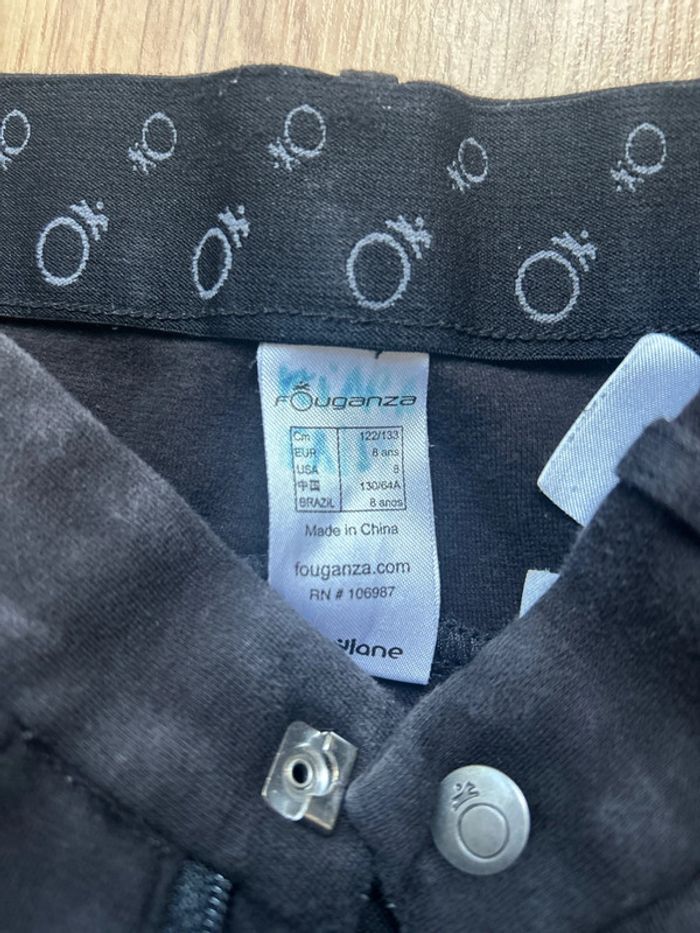 fOuganza
Cm 122/133
EUR 8 ans
USA 8
中国 130/64A
BRAZIL 8 anos
Made in China
fouganza.com
RN # 106987
lane